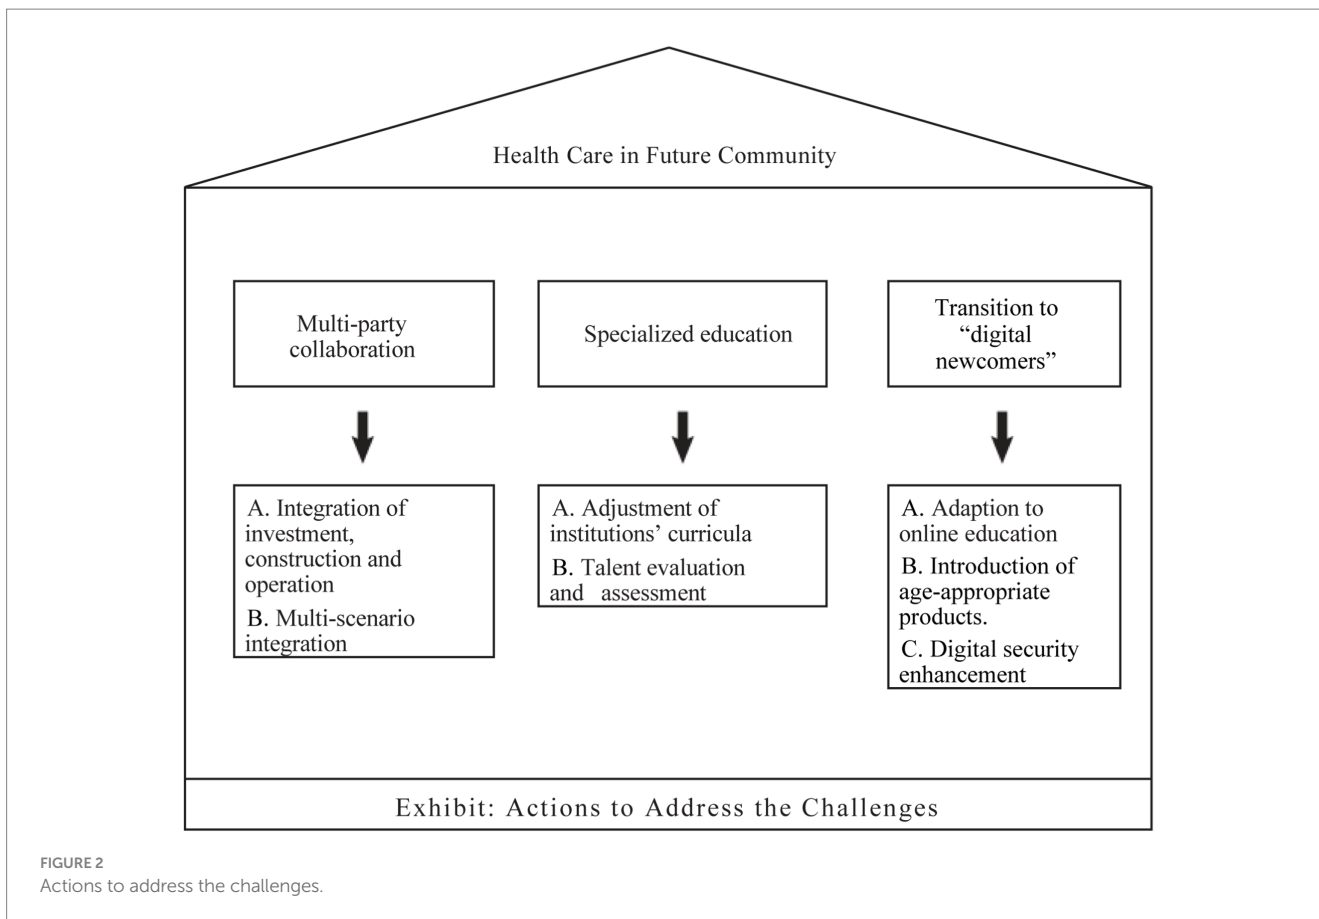 Health Care in Future Community
Multi-party
collaboration
Specialized education
Transition to
“digital
newcomers”
A. Integration of
investment,
construction and
operation
B. Multi-scenario
integration
A. Adjustment of
institutions’ curricula
B. Talent evaluation
and assessment
A. Adaption to
online education
B. Introduction of
age-appropriate
products.
C. Digital security
enhancement
Exhibit: Actions to Address the Challenges
FIGURE 2
Actions to address the challenges.